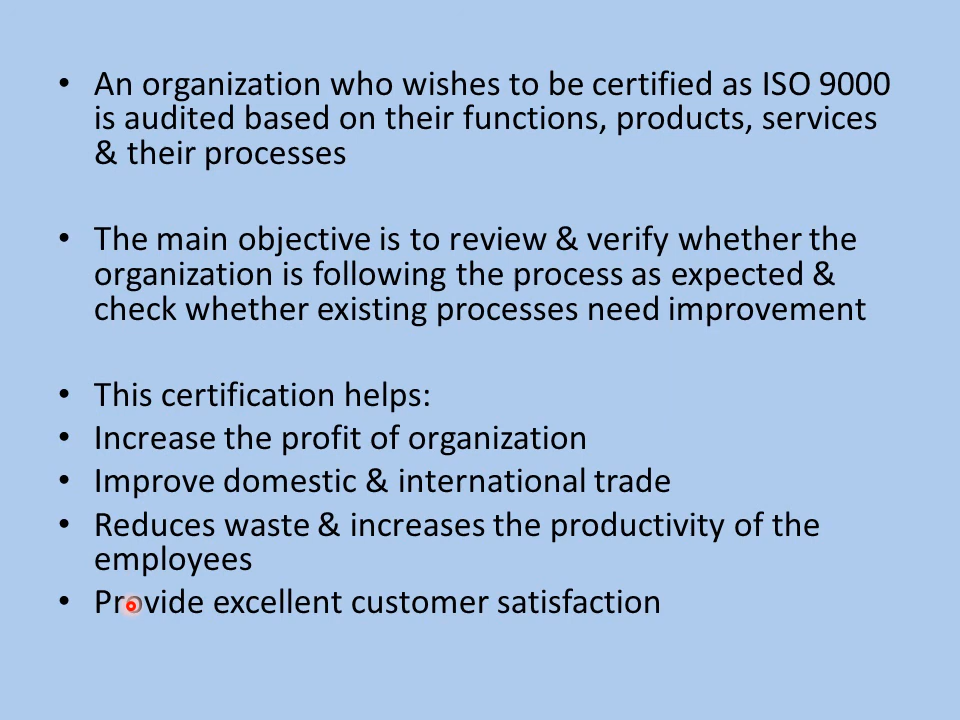 • An organization who wishes to be certified as ISO 9000
is audited based on their functions, products, services
& their processes
• The main objective is to review & verify whether the
organization is following the process as expected &
check whether existing processes need improvement
• This certification helps:
• Increase the profit of organization
• Improve domestic & international trade
• Reduces waste & increases the productivity of the
employees
• Provide excellent customer satisfaction